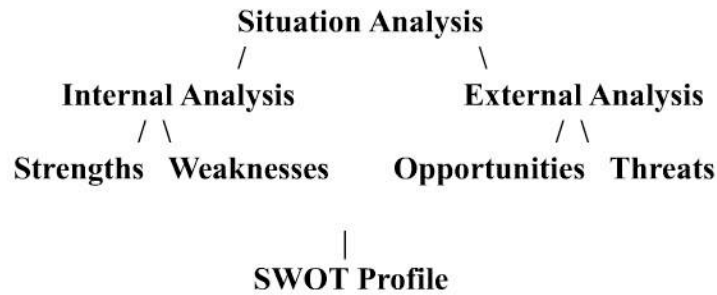 Situation Analysis
/ \
Internal Analysis External Analysis
/ \ / \
Strengths Weaknesses Opportunities Threats
|
SWOT Profile